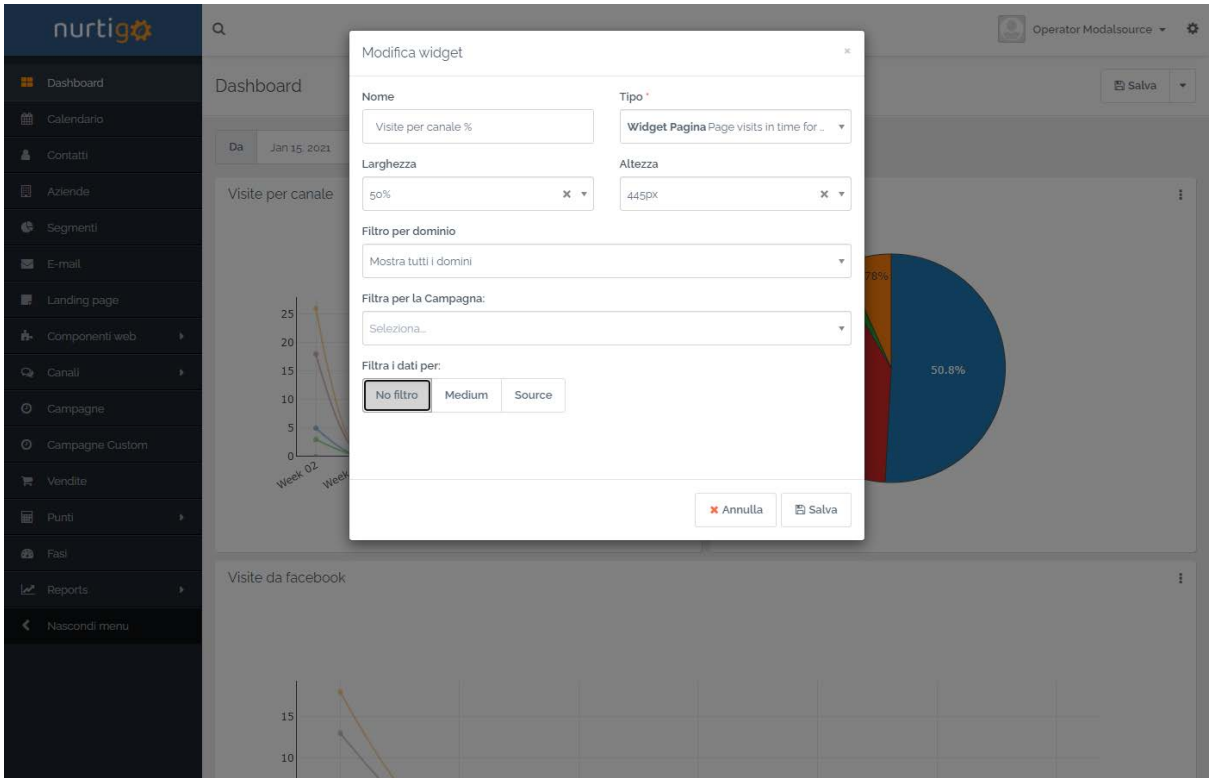 nurtigo
Operator Modalsource
Modifica widget
×
Dashboard
Calendario
Contatti
Aziende
Segmenti
E-mail
Landing page
Componenti web
Canali
Campagne
Campagne Custom
Vendite
Punti
Fasi
Reports
Nascondi menu
Dashboard
Salva
Da
Jan 15, 2021
Visite per canale
25
20
15
10
5
0
Week 02
Week
Nome
Tipo *
Visite per canale %
Widget Pagina Page visits in time for ...
Larghezza
Altezza
50%
445px
Filtro per dominio
Mostra tutti i domini
Filtra per la Campagna:
Seleziona...
Filtra i dati per:
No filtro
Medium
Source
Annulla
Salva
78%
50.8%
Visite da facebook
15
10